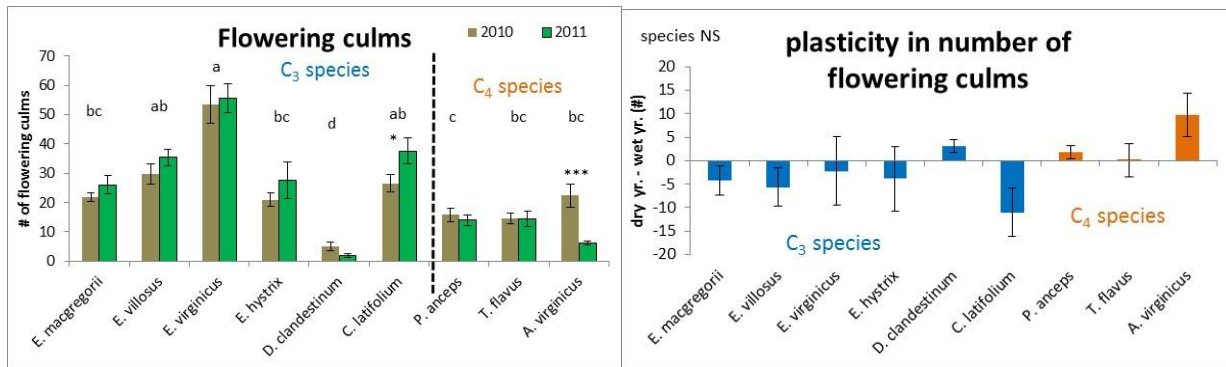 Flowering culms
2010 2011
C3 species
C4 species
# of flowering culms
70
60
50
40
30
20
10
0
bc
ab
a
bc
d
ab
*
c
bc
bc
***
E. macgregorii
E. villosus
E. virginicus
E. hystrix
D. clandestinum
C. latifolium
P. anceps
T. flavus
A. virginicus
species NS
plasticity in number of
flowering culms
dry yr. - wet yr. (#)
20
15
10
5
0
-5
-10
-15
-20
C3 species
C4 species
E. macgregorii
E. villosus
E. virginicus
E. hystrix
D. clandestinum
C. latifolium
P. anceps
T. flavus
A. virginicus